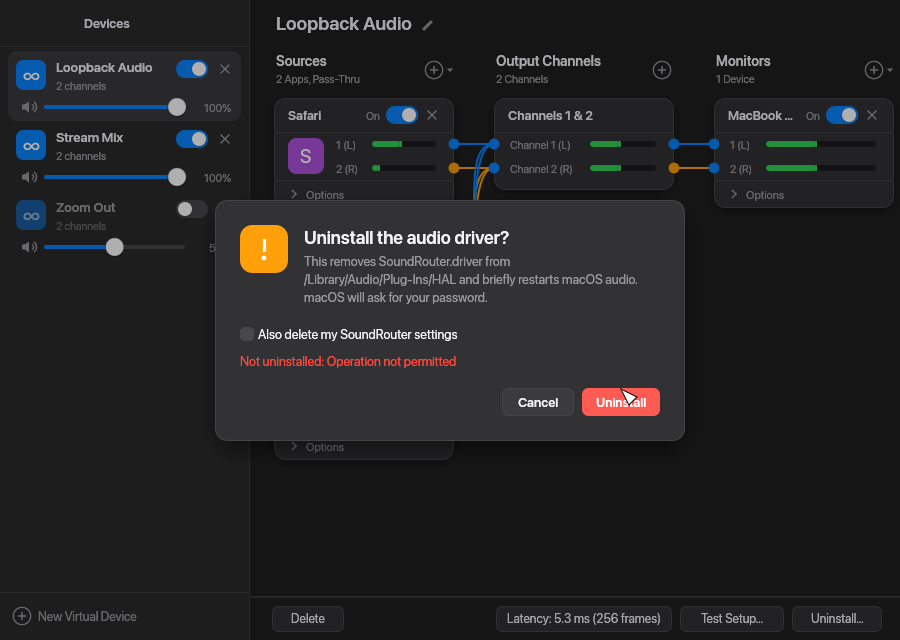 Devices
Loopback Audio
2 channels
100%
Stream Mix
2 channels
100%
Zoom Out
2 channels
5
New Virtual Device
Loopback Audio
Sources
2 Apps, Pass-Thru
Output Channels
2 Channels
Monitors
1 Device
Safari
On
S
1 (L)
2 (R)
Options
Channels 1 & 2
Channel 1 (L)
Channel 2 (R)
MacBook ...
On
1 (L)
2 (R)
Options
Uninstall the audio driver?
This removes SoundRouter.driver from
/Library/Audio/Plug-Ins/HAL and briefly restarts macOS audio.
macOS will ask for your password.
Also delete my SoundRouter settings
Not uninstalled: Operation not permitted
Cancel
Uninstall
Options
Delete
Latency: 5.3 ms (256 frames)
Test Setup...
Uninstall...